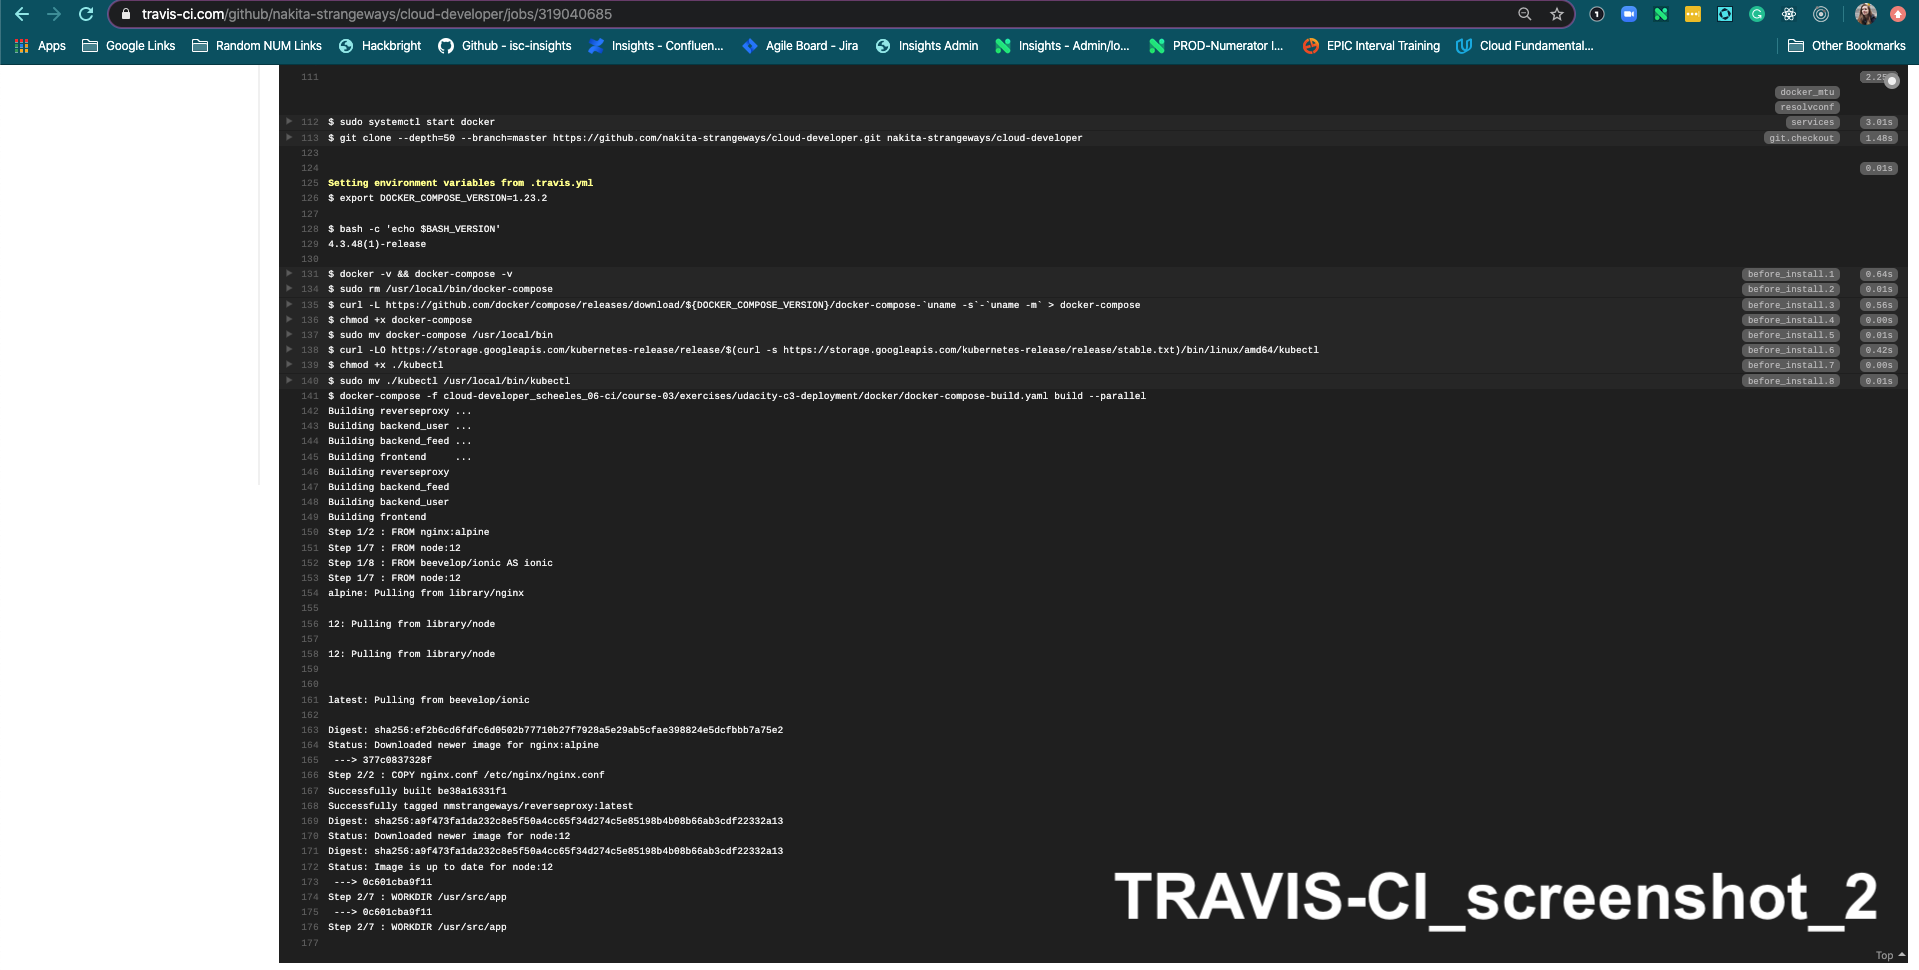 travis-ci.com/github/nakita-strangeways/cloud-developer/jobs/319040685
Apps Google Links Random NUM Links Hackbright Github - isc-insights Insights - Confluen... Agile Board - Jira Insights Admin Insights - Admin/lo... PROD-Numerator I... EPIC Interval Training Cloud Fundamental... Other Bookmarks
111
docker_mtu
resolvconf
112 $ sudo systemctl start docker services 3.01s
113 $ git clone --depth=50 --branch=master https://github.com/nakita-strangeways/cloud-developer.git nakita-strangeways/cloud-developer git.checkout 1.48s
123
124 0.01s
125 Setting environment variables from .travis.yml
126 $ export DOCKER_COMPOSE_VERSION=1.23.2
127
128 $ bash -c 'echo $BASH_VERSION'
129 4.3.48(1)-release
130
131 $ docker -v && docker-compose -v before_install.1 0.64s
134 $ sudo rm /usr/local/bin/docker-compose before_install.2 0.01s
135 $ curl -L https://github.com/docker/compose/releases/download/${DOCKER_COMPOSE_VERSION}/docker-compose-`uname -s`-`uname -m` > docker-compose before_install.3 0.56s
136 $ chmod +x docker-compose before_install.4 0.00s
137 $ sudo mv docker-compose /usr/local/bin before_install.5 0.01s
138 $ curl -LO https://storage.googleapis.com/kubernetes-release/release/$(curl -s https://storage.googleapis.com/kubernetes-release/release/stable.txt)/bin/linux/amd64/kubectl before_install.6 0.42s
139 $ chmod +x ./kubectl before_install.7 0.00s
140 $ sudo mv ./kubectl /usr/local/bin/kubectl before_install.8 0.01s
141 $ docker-compose -f cloud-developer_scheeles_06-ci/course-03/exercises/udacity-c3-deployment/docker/docker-compose-build.yaml build --parallel
142 Building reverseproxy ...
143 Building backend_user ...
144 Building backend_feed ...
145 Building frontend ...
146 Building reverseproxy
147 Building backend_feed
148 Building backend_user
149 Building frontend
150 Step 1/2 : FROM nginx:alpine
151 Step 1/7 : FROM node:12
152 Step 1/8 : FROM beevelop/ionic AS ionic
153 Step 1/7 : FROM node:12
154 alpine: Pulling from library/nginx
155
156 12: Pulling from library/node
157
158 12: Pulling from library/node
159
160
161 latest: Pulling from beevelop/ionic
162
163 Digest: sha256:ef2b6cd6fdfc6d0502b77710b27f7928a5e29ab5cfae398824e5dcfbbb7a75e2
164 Status: Downloaded newer image for nginx:alpine
165 ---> 377c0837328f
166 Step 2/2 : COPY nginx.conf /etc/nginx/nginx.conf
167 Successfully built be38a16331f1
168 Successfully tagged nmstrangeways/reverseproxy:latest
169 Digest: sha256:a9f473fa1da232c8e5f50a4cc65f34d274c5e85198b4b08b66ab3cdf22332a13
170 Status: Downloaded newer image for node:12
171 Digest: sha256:a9f473fa1da232c8e5f50a4cc65f34d274c5e85198b4b08b66ab3cdf22332a13
172 Status: Image is up to date for node:12
173 ---> 0c601cba9f11
174 Step 2/7 : WORKDIR /usr/src/app
175 ---> 0c601cba9f11
176 Step 2/7 : WORKDIR /usr/src/app
177
TRAVIS-CI_screenshot_2
Top